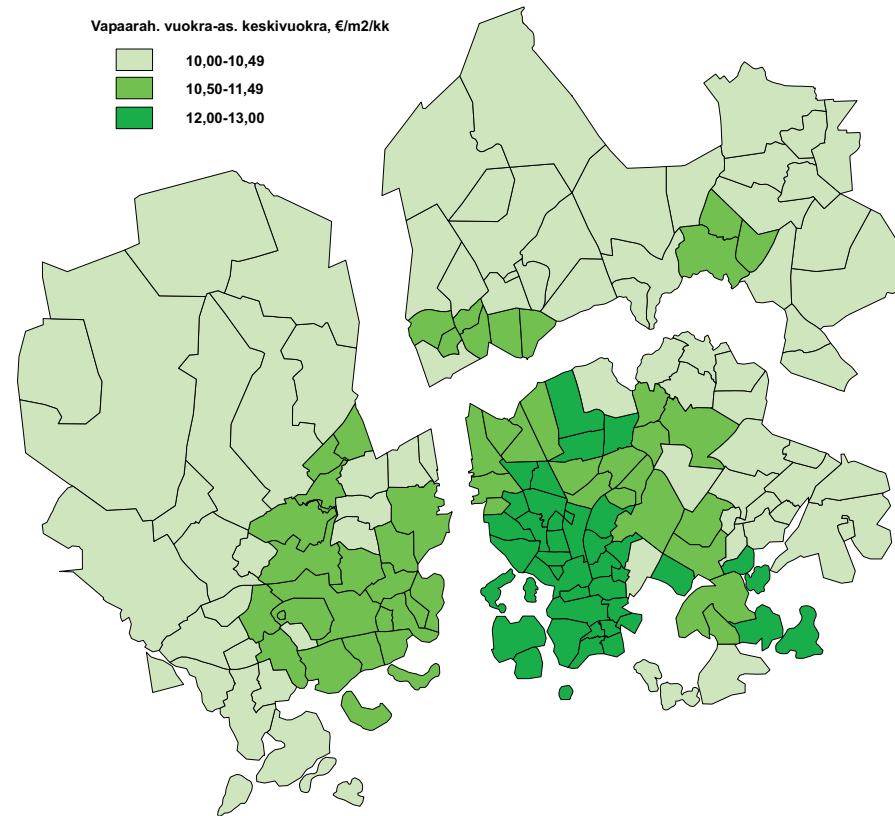 Vapaarah. vuokra-as. keskivuokra, €/m2/kk
10,00-10,49
10,50-11,49
12,00-13,00